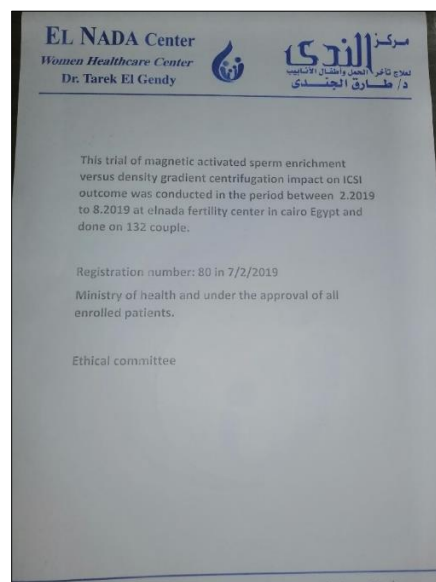 EL NADA Center
Women Healthcare Center
Dr. Tarek El Gendy
مركز الندى
لعلاج تأخر الحمل وأطفال الأنابيب
د/ طارق الجندى
This trial of magnetic activated sperm enrichment
versus density gradient centrifugation impact on ICSI
outcome was conducted in the period between 2.2019
to 8.2019 at elnada fertility center in cairo Egypt and
done on 132 couple.
Registration number: 80 in 7/2/2019
Ministry of health and under the approval of all
enrolled patients.
Ethical committee